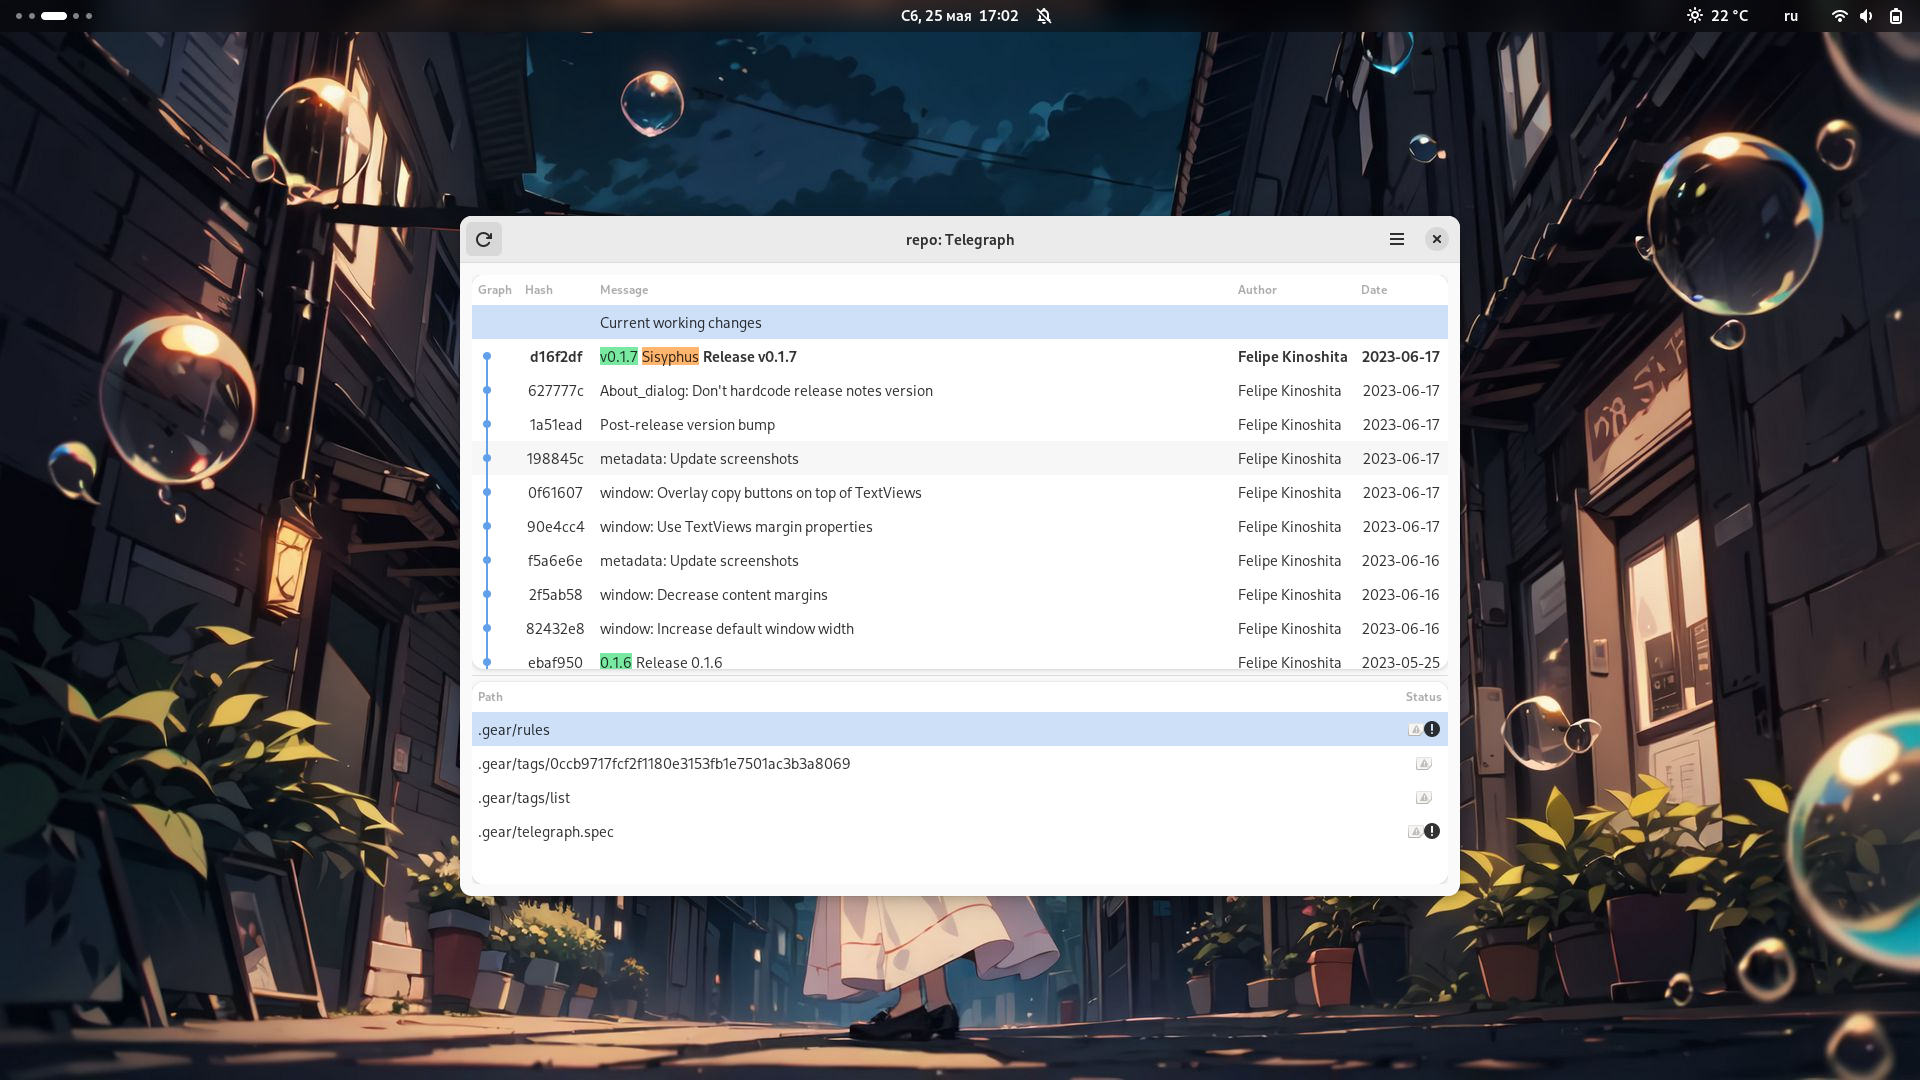 Сб, 25 мая 17:02
22 °C
ru
repo: Telegraph
Graph Hash Message Author Date
Current working changes
d16f2df v0.1.7 Sisyphus Release v0.1.7 Felipe Kinoshita 2023-06-17
627777c About_dialog: Don't hardcode release notes version Felipe Kinoshita 2023-06-17
1a51ead Post-release version bump Felipe Kinoshita 2023-06-17
198845c metadata: Update screenshots Felipe Kinoshita 2023-06-17
0f61607 window: Overlay copy buttons on top of TextViews Felipe Kinoshita 2023-06-17
90e4cc4 window: Use TextViews margin properties Felipe Kinoshita 2023-06-17
f5a6e6e metadata: Update screenshots Felipe Kinoshita 2023-06-16
2f5ab58 window: Decrease content margins Felipe Kinoshita 2023-06-16
82432e8 window: Increase default window width Felipe Kinoshita 2023-06-16
ebaf950 0.1.6 Release 0.1.6 Felipe Kinoshita 2023-05-25
Path Status
.gear/rules
.gear/tags/0ccb9717fcf2f1180e3153fb1e7501ac3b3a8069
.gear/tags/list
.gear/telegraph.spec